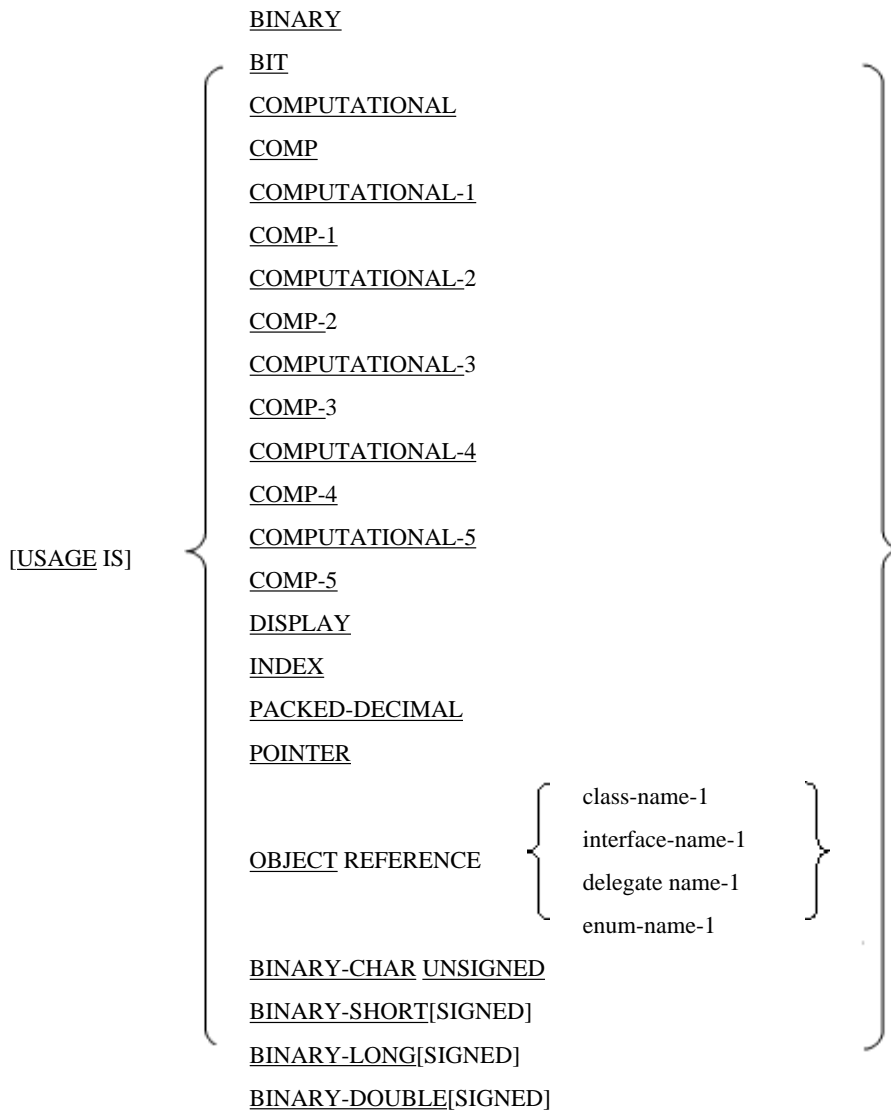 BINARY
BIT
COMPUTATIONAL
COMP
COMPUTATIONAL-1
COMP-1
COMPUTATIONAL-2
COMP-2
COMPUTATIONAL-3
COMP-3
COMPUTATIONAL-4
COMP-4
COMPUTATIONAL-5
[USAGE IS]
COMP-5
DISPLAY
INDEX
PACKED-DECIMAL
POINTER
OBJECT REFERENCE
class-name-1
interface-name-1
delegate name-1
enum-name-1
BINARY-CHAR UNSIGNED
BINARY-SHORT[SIGNED]
BINARY-LONG[SIGNED]
BINARY-DOUBLE[SIGNED]